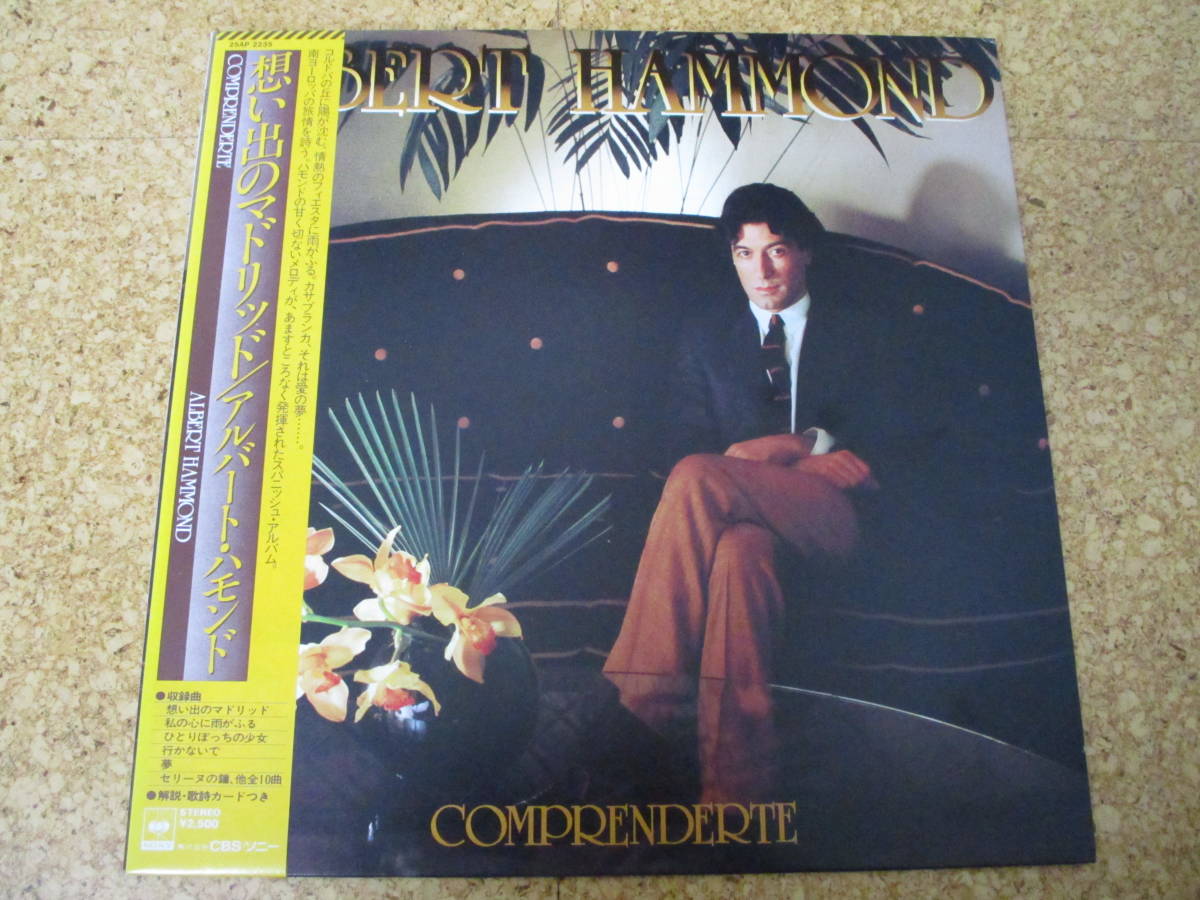 25AP 2235
COMPRENDERTE
ALBERT HAMMOND
想い出のマドリッド/アルバート・ハモンド
コルドバの丘に陽が沈む。情熱のフィエスタに雨がふる。カサブランカ、それは愛の夢……。
南ヨーロッパの旅情を詩う。ハモンドの甘く切ないメロディが、あますところなく発揮されたスパニッシュ・アルバム。
●収録曲
想い出のマドリッド
私の心に雨がふる
ひとりぼっちの少女
行かないで
夢
セリーヌの鐘、他全10曲
●解説・歌詩カードつき
STEREO
¥2,500
SONY
CBS/ソニー
BERT HAMMOND
COMPRENDERTE